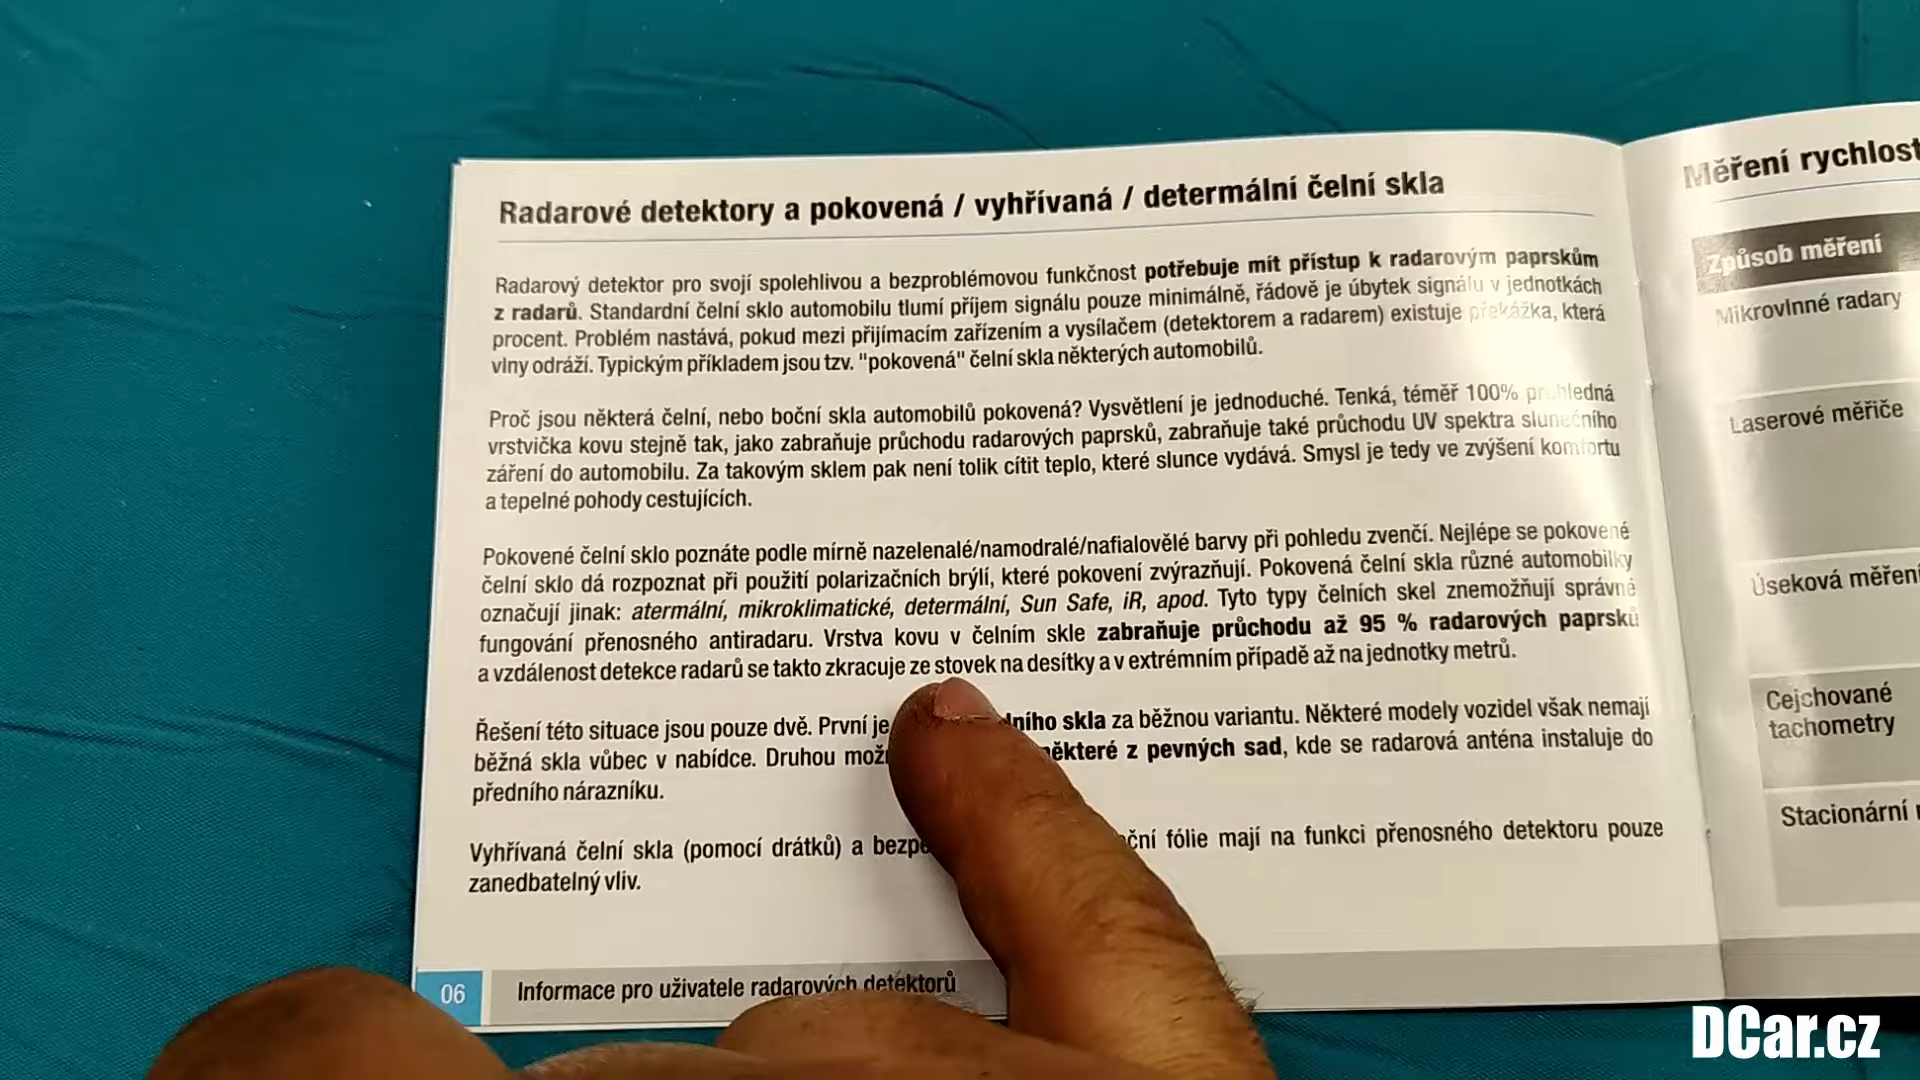 Radarové detektory a pokovená / vyhřívaná / determální čelní skla
Radarový detektor pro svojí spolehlivou a bezproblémovou funkčnost potřebuje mít přístup k radarovým paprskům
z radarů. Standardní čelní sklo automobilu tlumí příjem signálu pouze minimálně, řádově je úbytek signálu v jednotkách
procent. Problém nastává, pokud mezi přijímacím zařízením a vysílačem (detektorem a radarem) existuje překážka, která
vlny odráží. Typickým příkladem jsou tzv. "pokovená" čelní skla některých automobilů.
Proč jsou některá čelní, nebo boční skla automobilů pokovená? Vysvětlení je jednoduché. Tenká, téměř 100% průhledná
vrstvička kovu stejně tak, jako zabraňuje průchodu radarových paprsků, zabraňuje také průchodu UV spektra slunečního
záření do automobilu. Za takovým sklem pak není tolik cítit teplo, které slunce vydává. Smysl je tedy ve zvýšení komfortu
a tepelné pohody cestujících.
Pokovené čelní sklo poznáte podle mírně nazelenalé/namodralé/nafialovělé barvy při pohledu zvenčí. Nejlépe se pokovené
čelní sklo dá rozpoznat při použití polarizačních brýlí, které pokovení zvýrazňují. Pokovená čelní skla různé automobilky
označují jinak: atermální, mikroklimatické, determální, Sun Safe, iR, apod. Tyto typy čelních skel znemožňují správné
fungování přenosného antiradaru. Vrstva kovu v čelním skle zabraňuje průchodu až 95 % radarových paprsků
a vzdálenost detekce radarů se takto zkracuje ze stovek na desítky a v extrémním případě až na jednotky metrů.
Řešení této situace jsou pouze dvě. První je skla za běžnou variantu. Některé modely vozidel však nemají
běžná skla vůbec v nabídce. Druhou některé z pevných sad, kde se radarová anténa instaluje do
předního nárazníku.
Vyhřívaná čelní skla (pomocí drátků) a fólie mají na funkci přenosného detektoru pouze
zanedbatelný vliv.
06 Informace pro uživatele radarových detektorů
Měření rychlost
Způsob měření
Mikrovlnné radary
Laserové měřiče
Úseková měření
Cejchované
tachometry
Stacionární
DCar.cz